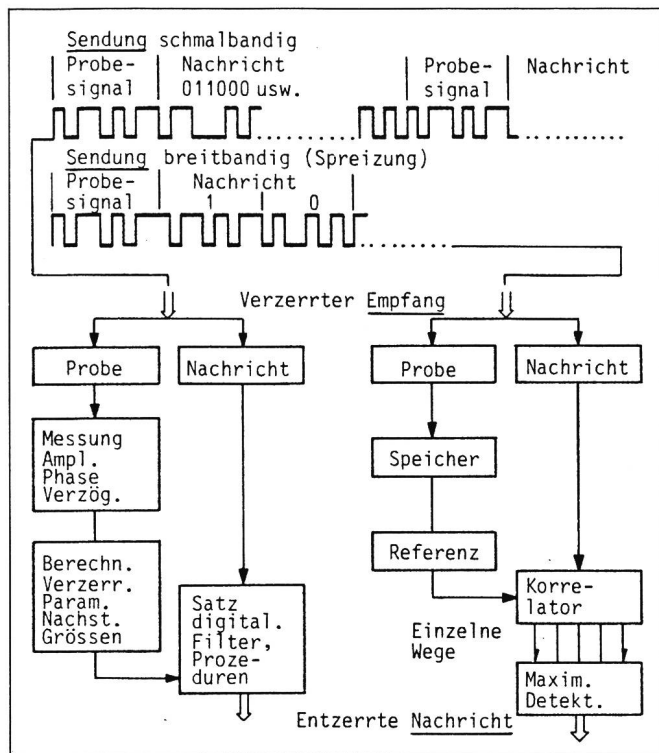 Sendung schmalbandig
Probe-
signal
Nachricht
011000 usw.
Probe-
signal
Nachricht
Sendung breitbandig (Spreizung)
Probe-
signal
Nachricht
1 0
Verzerrter Empfang
Probe
Nachricht
Messung
Ampl.
Phase
Verzög.
Berechn.
Verzerr.
Param.
Nachst.
Grössen
Satz
digital.
Filter,
Proze-
duren
Probe
Nachricht
Speicher
Referenz
Korre-
lator
Einzelne
Wege
Maxim.
Detekt.
Entzerrte Nachricht